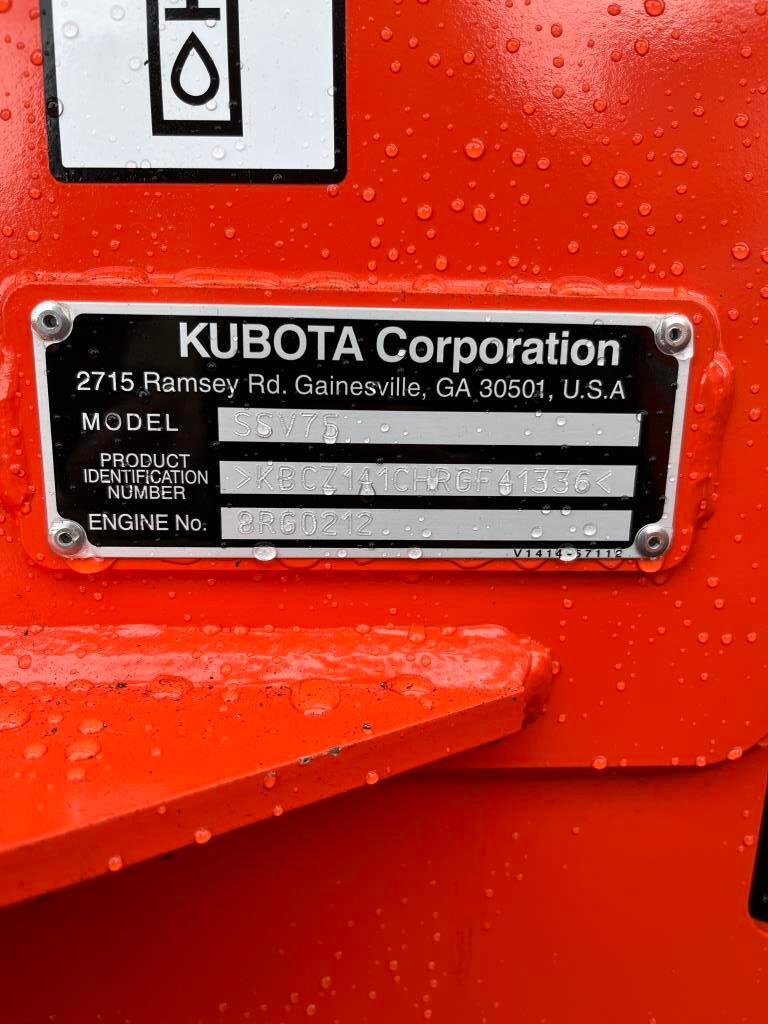 H
KUBOTA Corporation
2715 Ramsey Rd. Gainesville, GA 30501, U.S.A
MODEL SSV75
PRODUCT IDENTIFICATION NUMBER >KBCZ141CHRGF41336<
ENGINE No. 8RG0212
V1414-57112